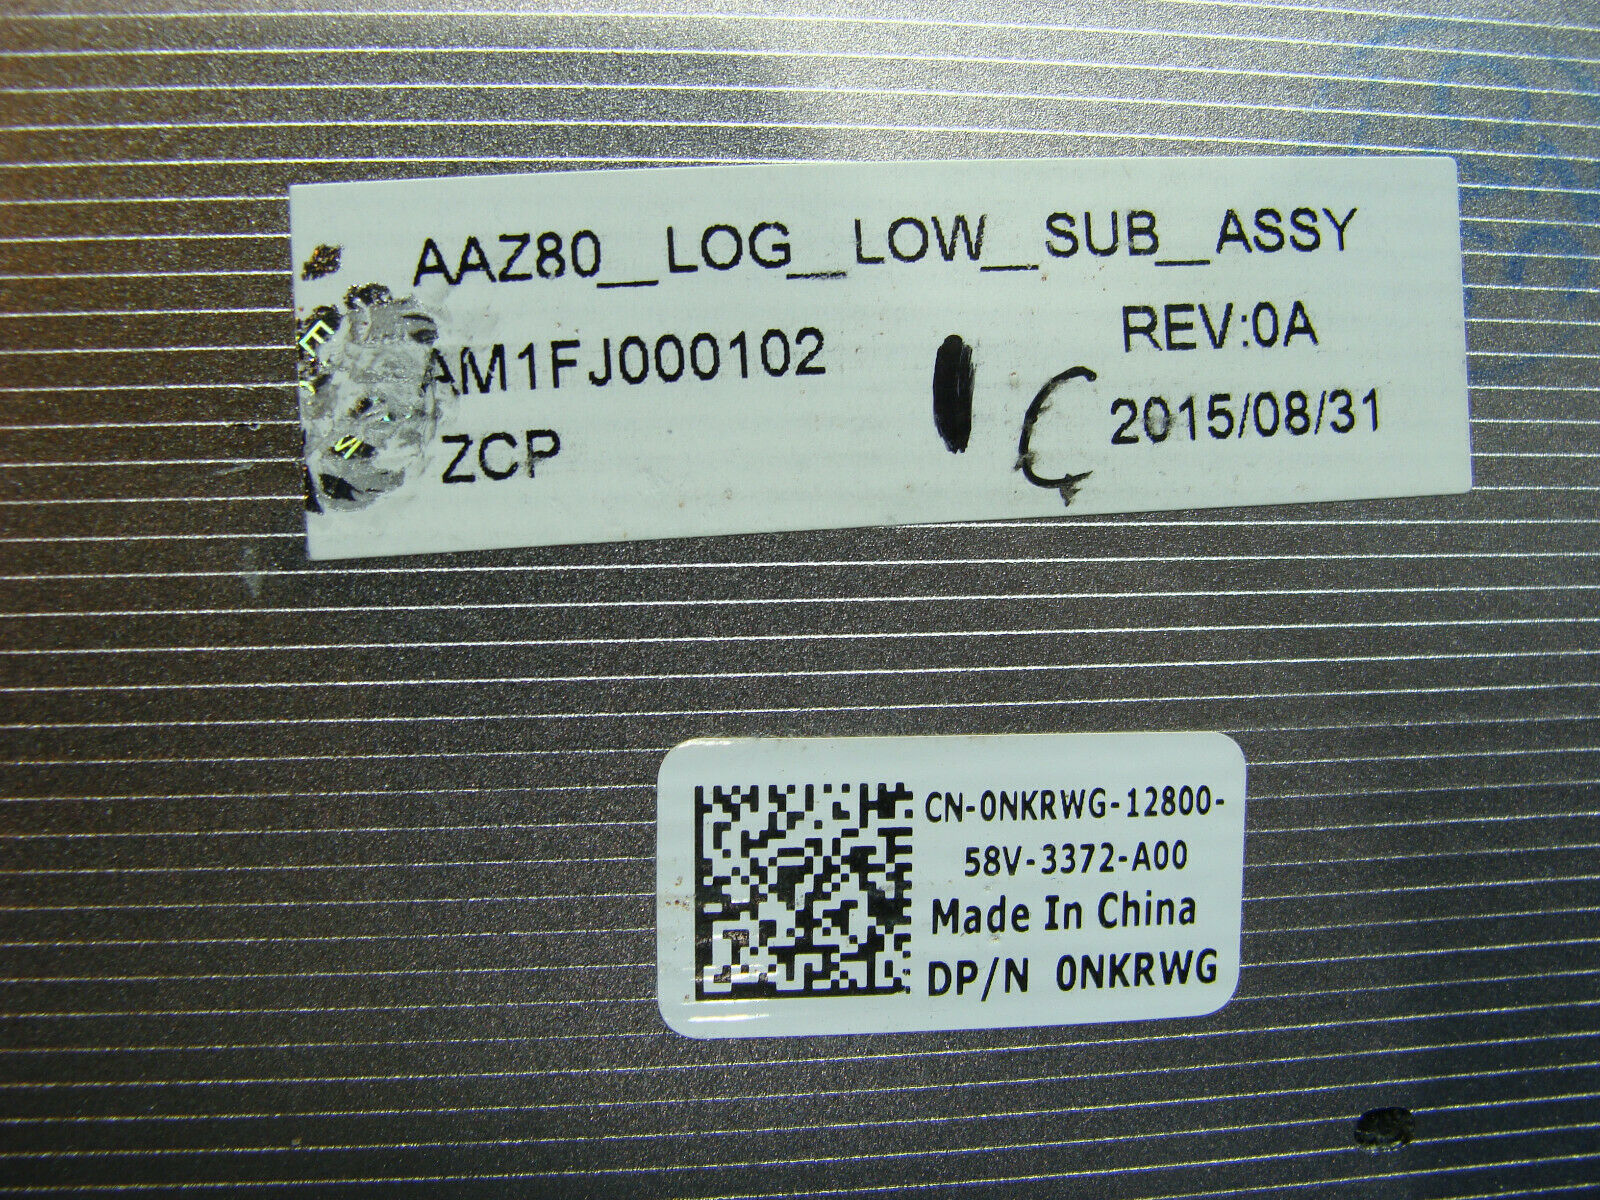 AAZ80_LOG_LOW_SUB_ASSY
AM1FJ000102
REV:0A
ZCP
C
2015/08/31
CN-0NKRWG-12800-
58V-3372-A00
Made In China
DP/N 0NKRWG